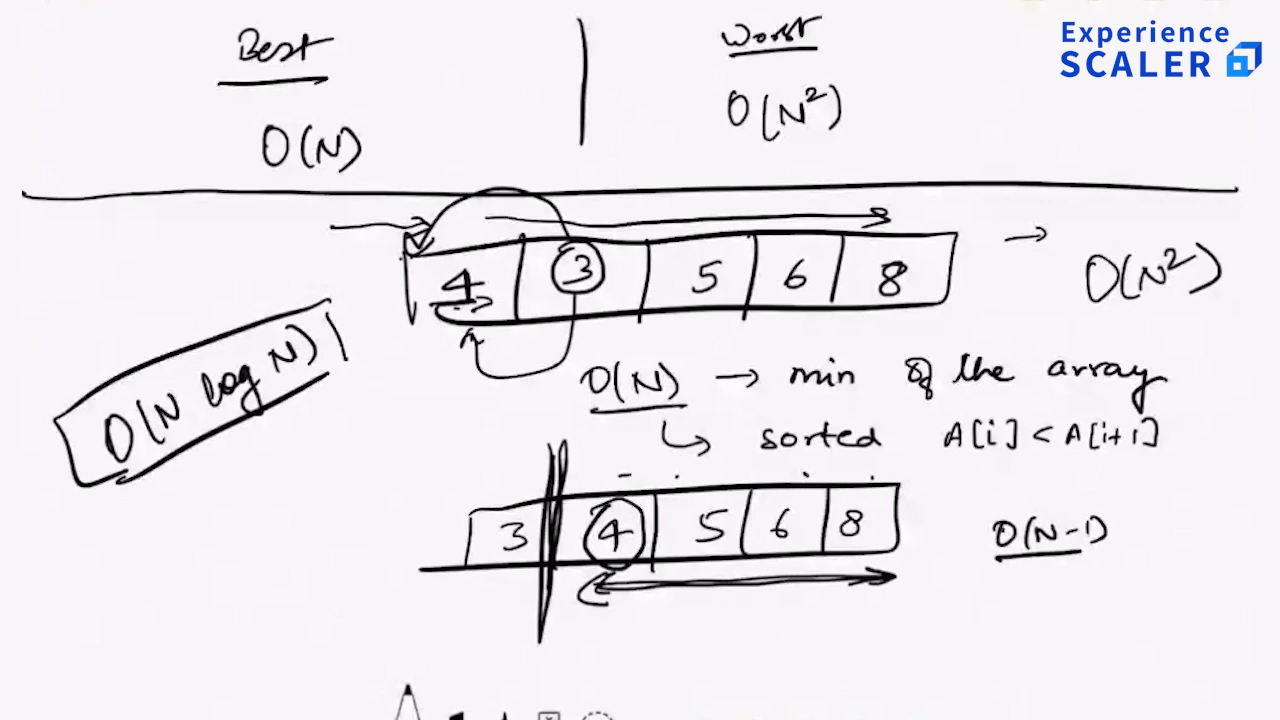 Experience
SCALER
Best
Worst
O(N)
O(N²)
4 3 5 6 8
→ O(N²)
O(N log N)
O(N) → min of the array
↳ sorted A[i] < A[i+1]
3 4 5 6 8
O(N-1)